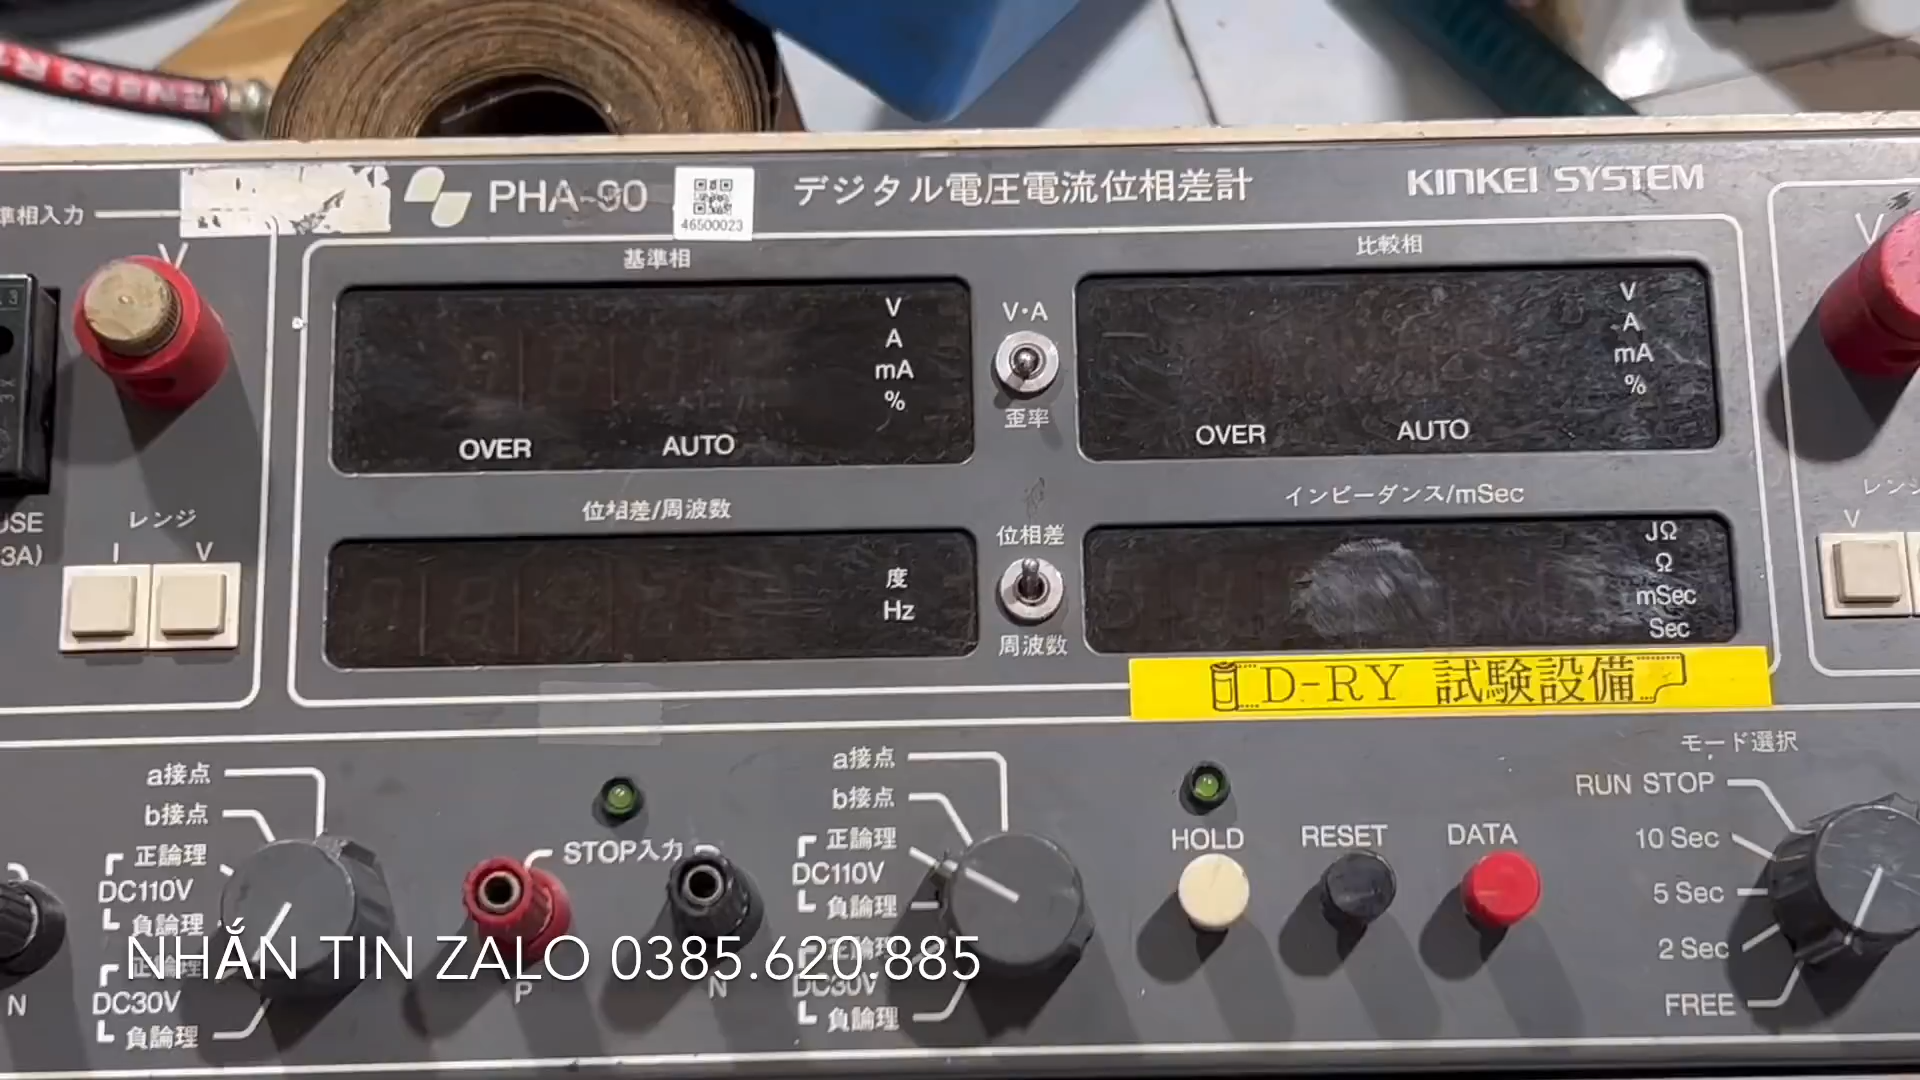 準相入力
PHA-90
46500023
デジタル電圧電流位相差計
KINKEI SYSTEM
V
V
基準相
比較相
V
A
mA
%
OVER
AUTO
V・A
歪率
V
A
mA
%
OVER
AUTO
USE
3A)
レンジ
I
V
位相差/周波数
度
Hz
位相差
周波数
インピーダンス/mSec
JΩ
Ω
mSec
Sec
レンジ
V
D-RY 試験設備
a接点
b接点
正論理
DC110V
負論理
正論理
DC30V
負論理
N
STOP入力
P
N
a接点
b接点
正論理
DC110V
負論理
正論理
DC30V
負論理
HOLD
RESET
DATA
モード選択
RUN STOP
10 Sec
5 Sec
2 Sec
FREE
NHẮN TIN ZALO 0385.620.885